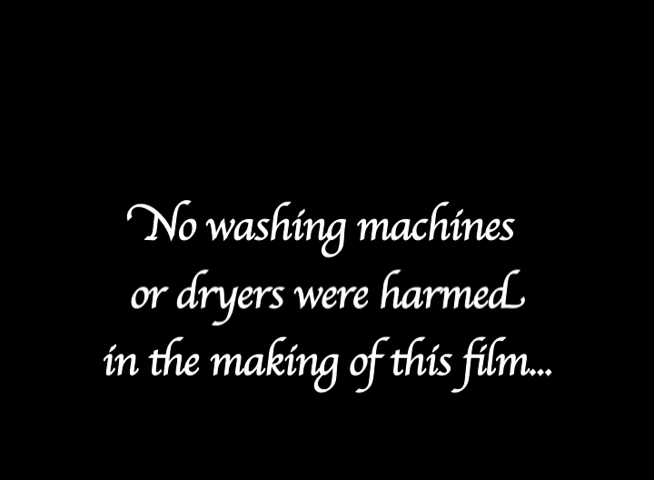 No washing machines
or dryers were harmed
in the making of this film...